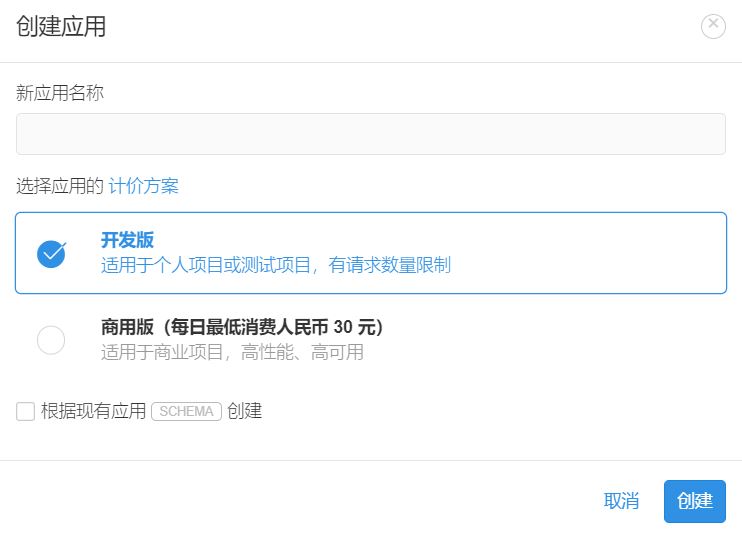 创建应用
新应用名称
选择应用的 计价方案
开发版
适用于个人项目或测试项目，有请求数量限制
商用版（每日最低消费人民币 30 元）
适用于商业项目，高性能、高可用
根据现有应用 SCHEMA 创建
取消 创建